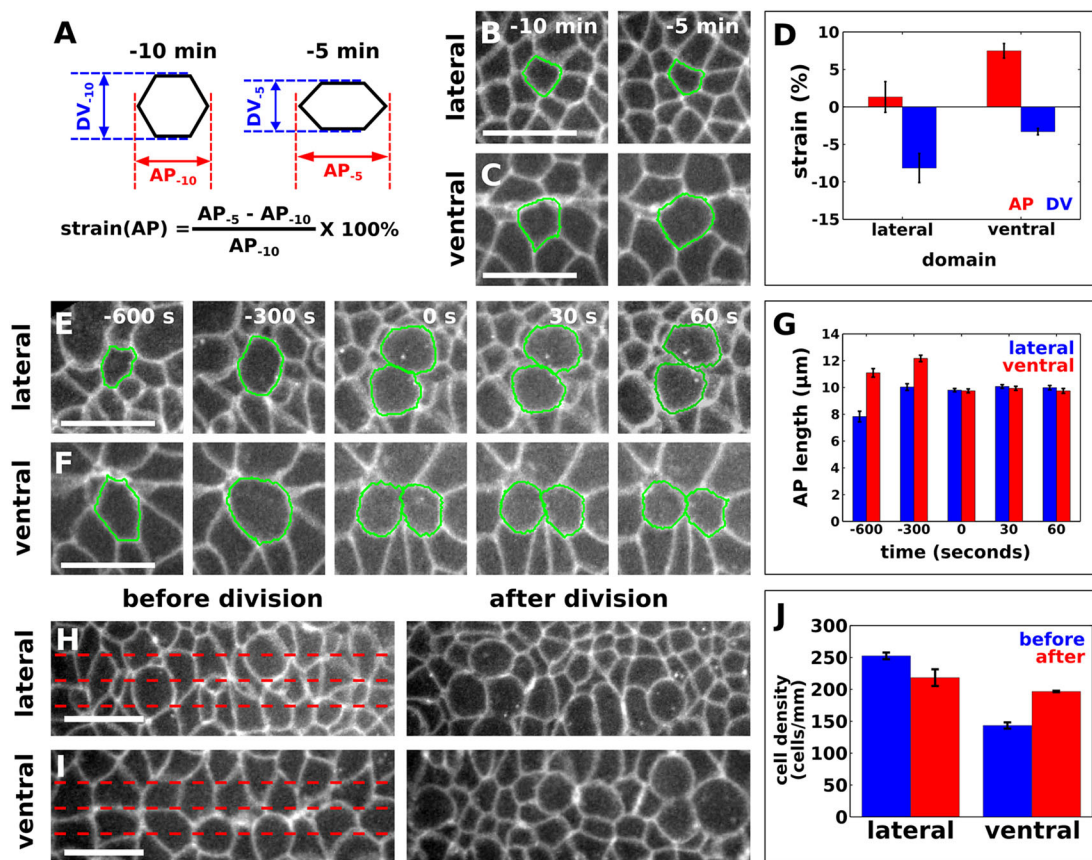 A
-10 min
-5 min
DV-10
DV-5
AP-10
AP-5
strain(AP) = AP-5 - AP-10 / AP-10 X 100%
B
-10 min
-5 min
lateral
C
ventral
D
10
5
0
-5
-10
-15
strain (%)
AP DV
lateral ventral
domain
E
-600 s
-300 s
0 s
30 s
60 s
lateral
F
ventral
G
14
12
10
8
6
4
2
0
AP length (μm)
lateral
ventral
-600 -300 0 30 60
time (seconds)
before division
after division
H
lateral
I
ventral
J
300
250
200
150
100
50
0
cell density
(cells/mm)
before
after
lateral ventral